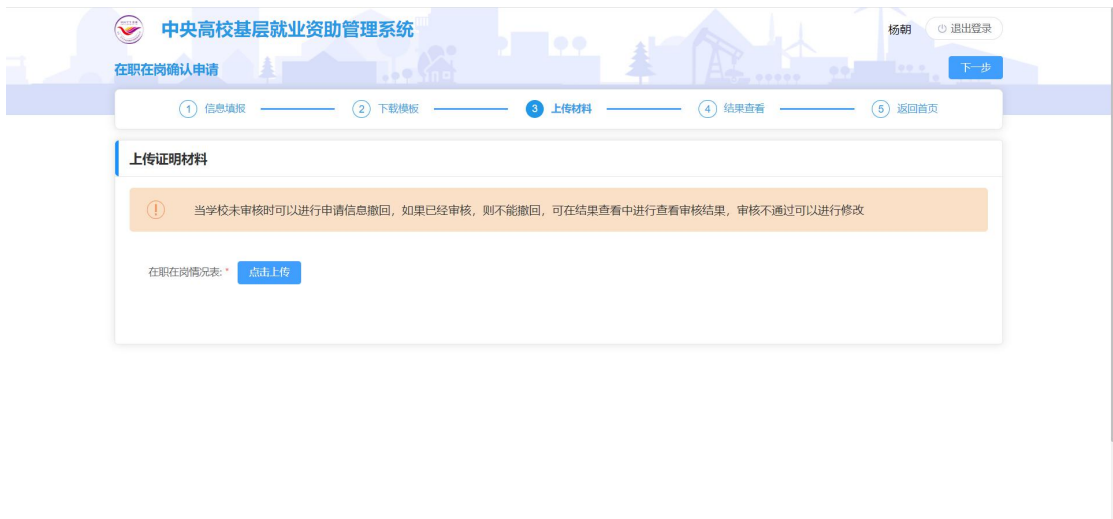 中央高校基层就业资助管理系统
杨朝
退出登录
在职在岗确认申请
下一步
1 信息填报
2 下载模板
3 上传材料
4 结果查看
5 返回首页
上传证明材料
当学校未审核时可以进行申请信息撤回，如果已经审核，则不能撤回，可在结果查看中进行查看审核结果，审核不通过可以进行修改
在职在岗情况表: * 点击上传